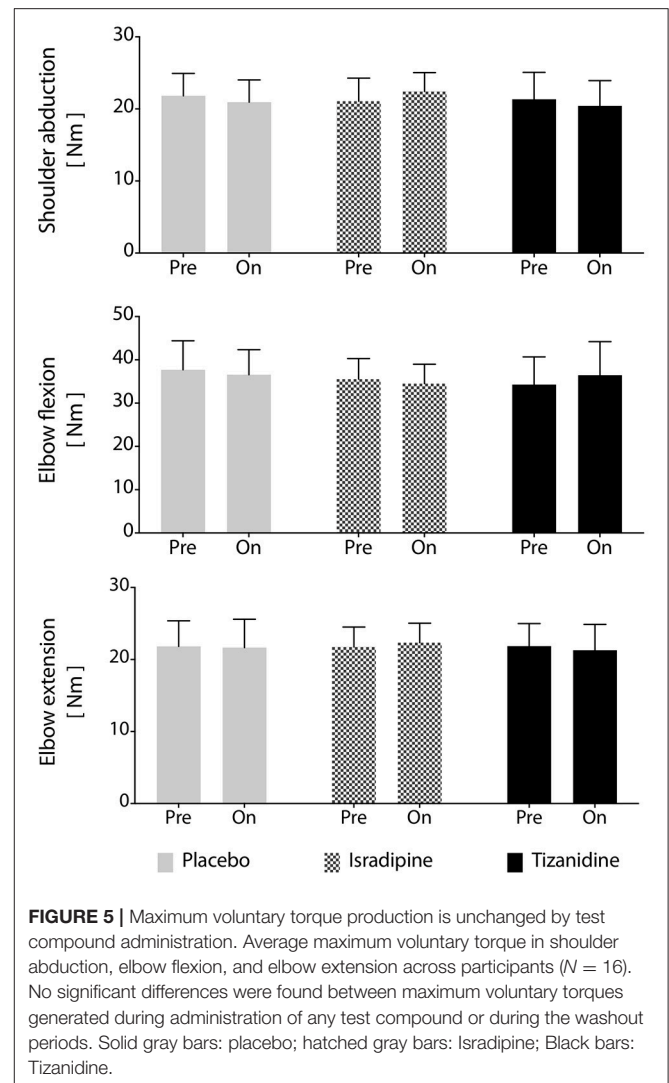 Shoulder abduction
[ Nm ]
30
20
10
0
Pre On Pre On Pre On
Elbow flexion
[ Nm ]
50
40
30
20
10
0
Pre On Pre On Pre On
Elbow extension
[ Nm ]
30
20
10
0
Pre On Pre On Pre On
Placebo Isradipine Tizanidine
FIGURE 5 | Maximum voluntary torque production is unchanged by test
compound administration. Average maximum voluntary torque in shoulder
abduction, elbow flexion, and elbow extension across participants (N = 16).
No significant differences were found between maximum voluntary torques
generated during administration of any test compound or during the washout
periods. Solid gray bars: placebo; hatched gray bars: Isradipine; Black bars:
Tizanidine.